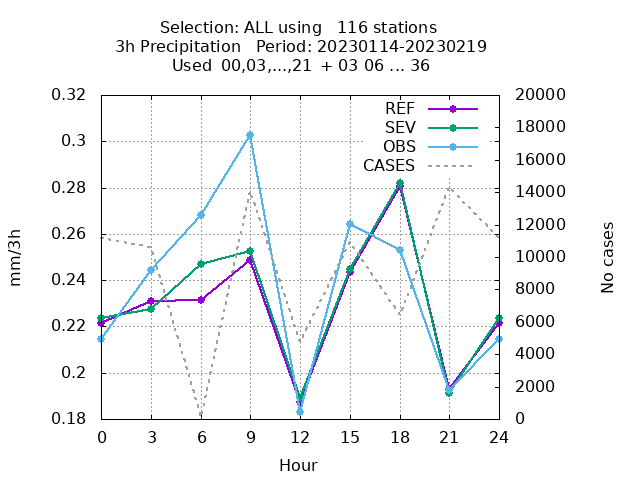 Selection: ALL using   116 stations
3h Precipitation   Period: 20230114-20230219
Used  00,03,...,21  + 03 06 ... 36
REF
SEV
OBS
CASES
0.32
0.3
0.28
0.26
0.24
0.22
0.2
0.18
20000
18000
16000
14000
12000
10000
8000
6000
4000
2000
0
mm/3h
No cases
0 3 6 9 12 15 18 21 24
Hour